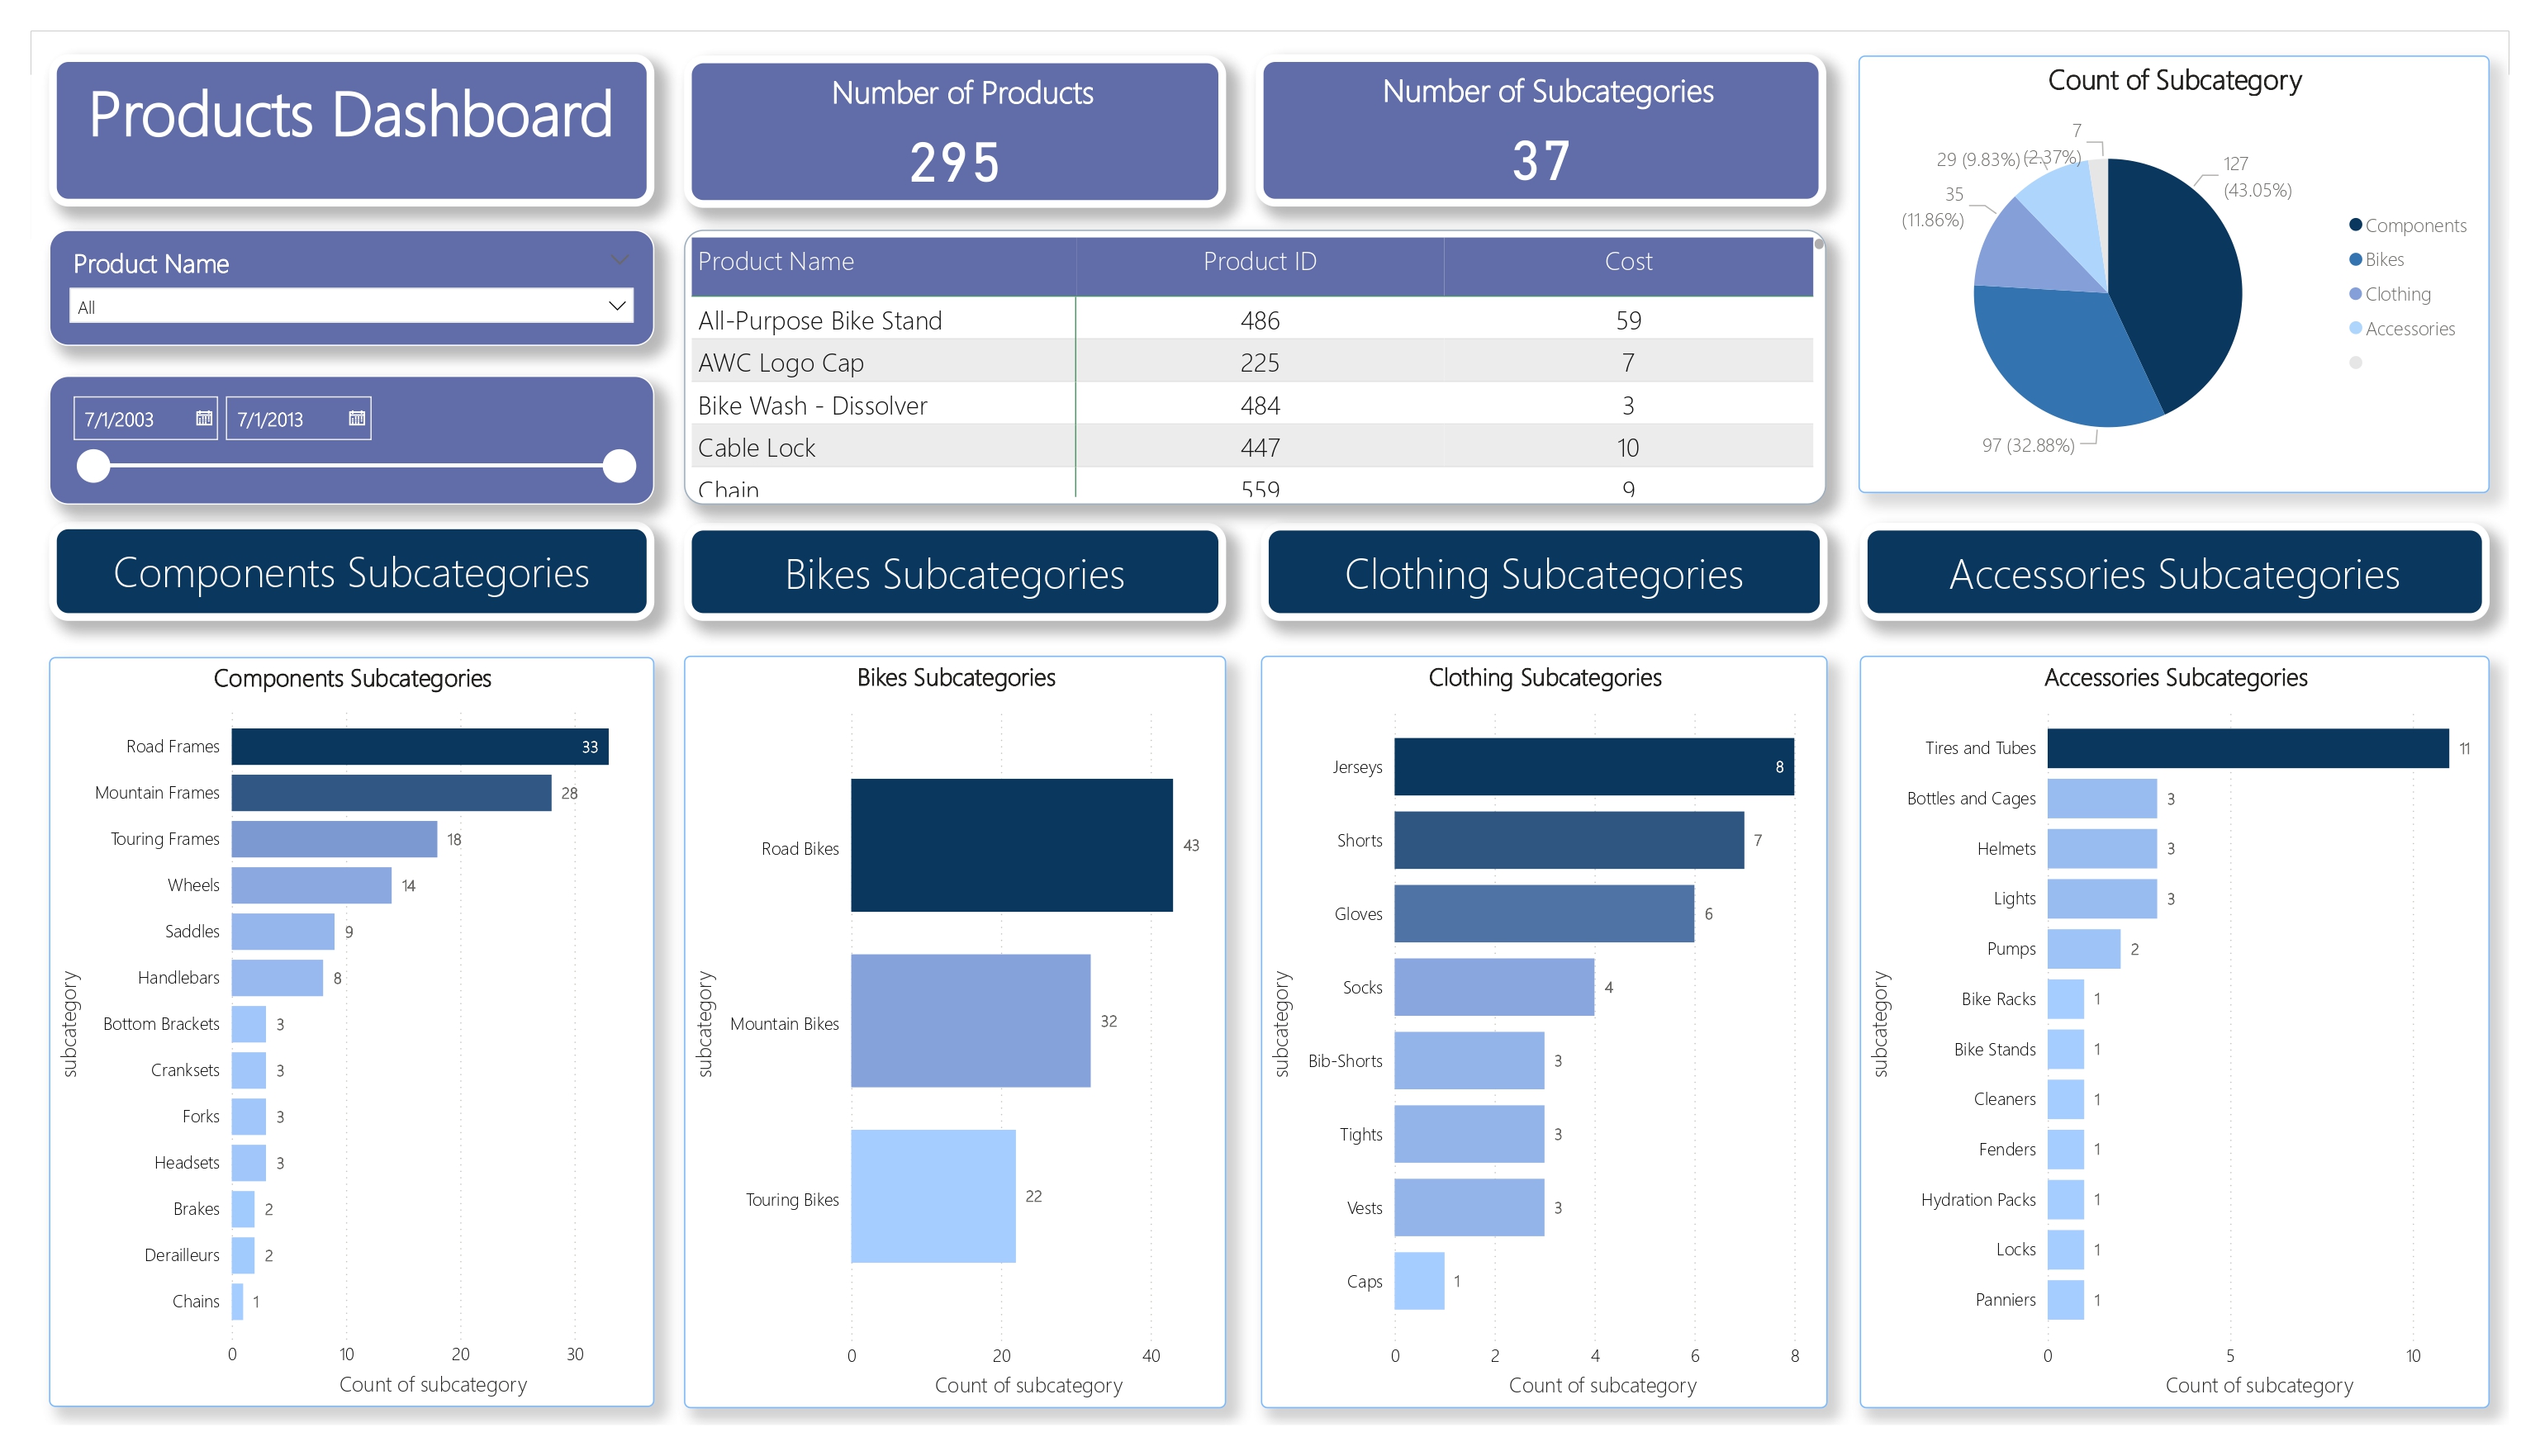 Products Dashboard
Number of Products
295
Number of Subcategories
37
Product Name
All
7/1/2003
7/1/2013
Product Name Product ID Cost
All-Purpose Bike Stand 486 59
AWC Logo Cap 225 7
Bike Wash - Dissolver 484 3
Cable Lock 447 10
Chain 559 9
Count of Subcategory
7
(2.37%)
29 (9.83%)
35
(11.86%)
127
(43.05%)
97 (32.88%)
Components
Bikes
Clothing
Accessories
Components Subcategories
Bikes Subcategories
Clothing Subcategories
Accessories Subcategories
Components Subcategories
subcategory
Road Frames 33
Mountain Frames 28
Touring Frames 18
Wheels 14
Saddles 9
Handlebars 8
Bottom Brackets 3
Cranksets 3
Forks 3
Headsets 3
Brakes 2
Derailleurs 2
Chains 1
0 10 20 30
Count of subcategory
Bikes Subcategories
subcategory
Road Bikes 43
Mountain Bikes 32
Touring Bikes 22
0 20 40
Count of subcategory
Clothing Subcategories
subcategory
Jerseys 8
Shorts 7
Gloves 6
Socks 4
Bib-Shorts 3
Tights 3
Vests 3
Caps 1
0 2 4 6 8
Count of subcategory
Accessories Subcategories
subcategory
Tires and Tubes 11
Bottles and Cages 3
Helmets 3
Lights 3
Pumps 2
Bike Racks 1
Bike Stands 1
Cleaners 1
Fenders 1
Hydration Packs 1
Locks 1
Panniers 1
0 5 10
Count of subcategory